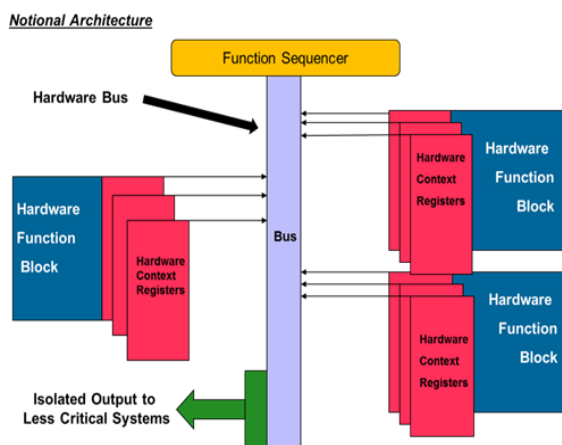 Notional Architecture
Function Sequencer
Hardware Bus
Hardware
Context
Registers
Hardware
Function
Block
Hardware
Function
Block
Hardware
Context
Registers
Bus
Hardware
Context
Registers
Hardware
Function
Block
Isolated Output to
Less Critical Systems